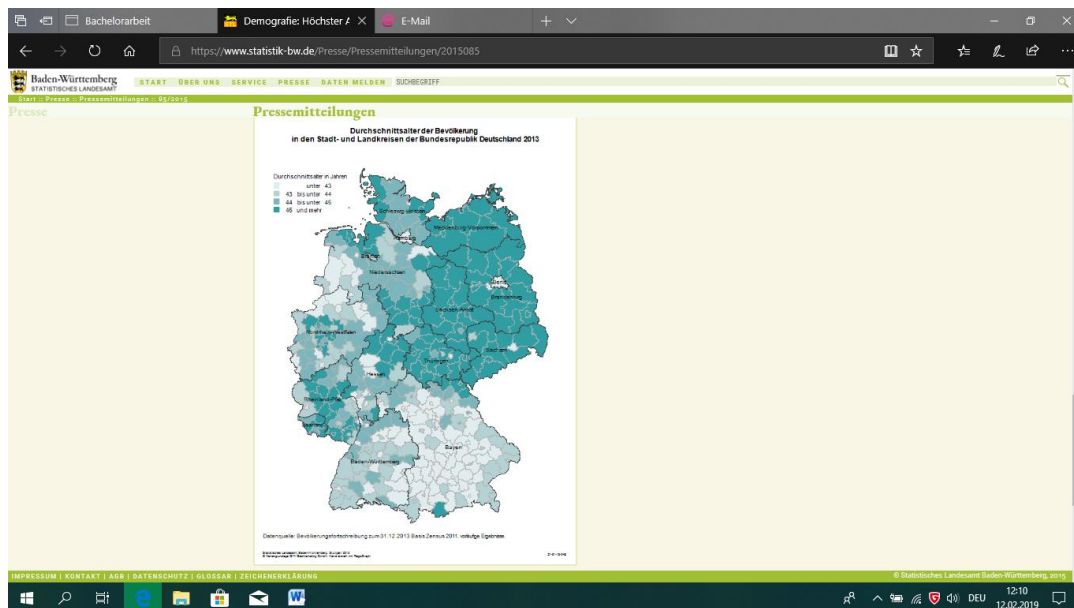 Bachelorarbeit
Demografie: Höchster A
E-Mail
https://www.statistik-bw.de/Presse/Pressemitteilungen/2015085
Baden-Württemberg
STATISTISCHES LANDESAMT
START ÜBER UNS SERVICE PRESSE DATEN MELDEN SUCHBEGRIFF
Start :: Presse :: Pressemitteilungen :: 85/2015
Presse
Pressemitteilungen
Durchschnittsalter der Bevölkerung
in den Stadt- und Landkreisen der Bundesrepublik Deutschland 2013
Durchschnittsalter in Jahren
unter 43
43 bis unter 44
44 bis unter 45
45 und mehr
Schleswig-Holstein
Mecklenburg-Vorpommern
Hamburg
Bremen
Niedersachsen
Berlin
Brandenburg
Sachsen-Anhalt
Nordrhein-Westfalen
Sachsen
Thüringen
Hessen
Rheinland-Pfalz
Saarland
Bayern
Baden-Württemberg
Datenquelle: Bevölkerungsfortschreibung zum 31.12.2013 Basis Zensus 2011, vorläufige Ergebnisse.
IMPRESSUM | KONTAKT | AGB | DATENSCHUTZ | GLOSSAR | ZEICHENERKLÄRUNG
© Statistisches Landesamt Baden-Württemberg, 2015
DEU
12:10
12.02.2019